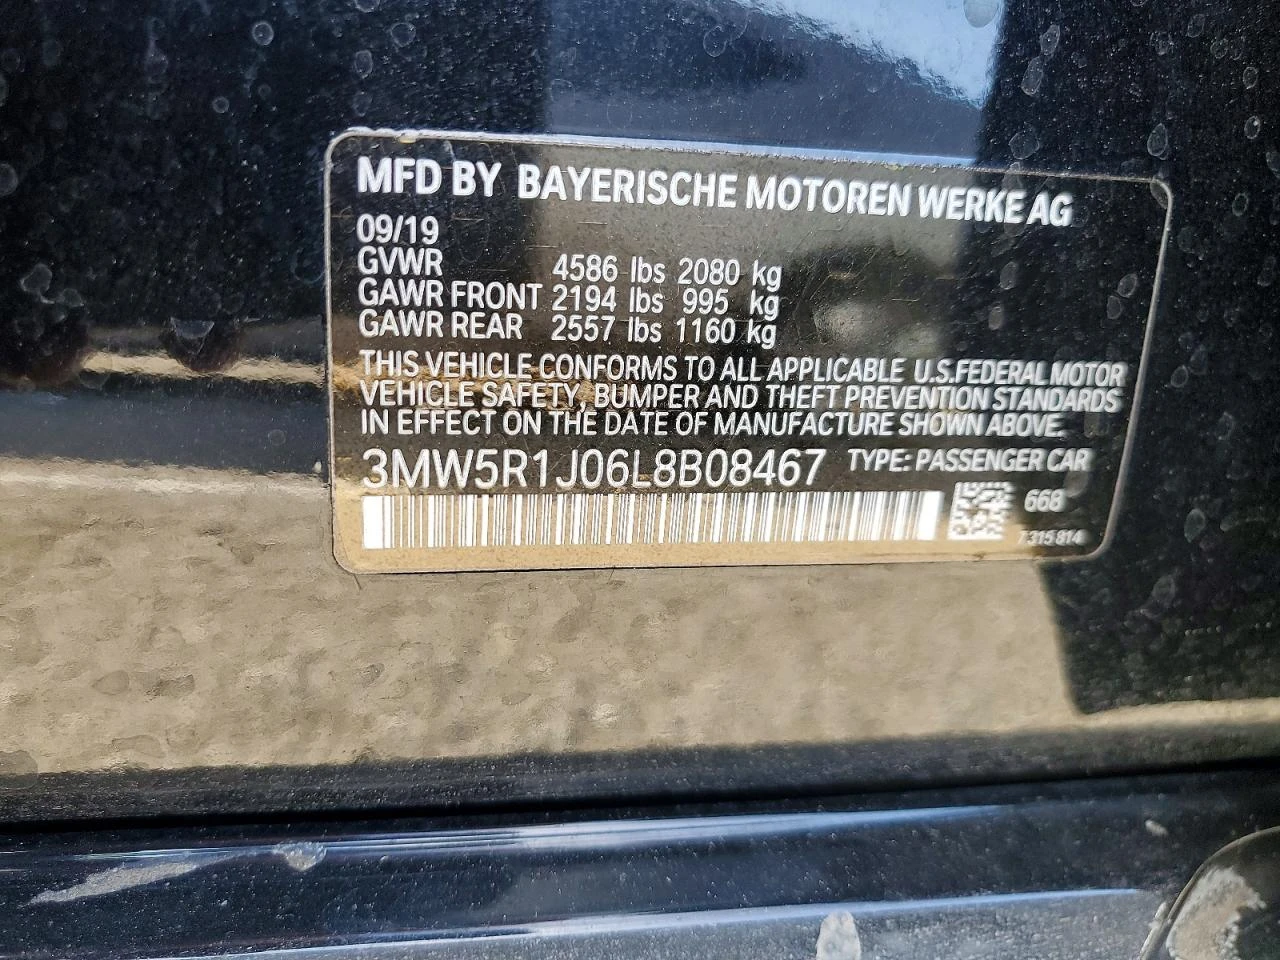 MFD BY BAYERISCHE MOTOREN WERKE AG
09/19
GVWR 4586 lbs 2080 kg
GAWR FRONT 2194 lbs 995 kg
GAWR REAR 2557 lbs 1160 kg
THIS VEHICLE CONFORMS TO ALL APPLICABLE U.S.FEDERAL MOTOR
VEHICLE SAFETY, BUMPER AND THEFT PREVENTION STANDARDS
IN EFFECT ON THE DATE OF MANUFACTURE SHOWN ABOVE.
3MW5R1J06L8B08467 TYPE: PASSENGER CAR
668
7 315 814